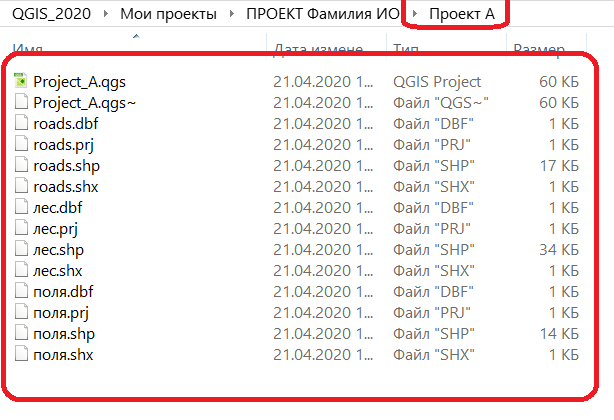 QGIS_2020 Мои проекты ПРОЕКТ Фамилия ИО Проект А
Имя Дата измене... Тип Размер
Project_A.qgs 21.04.2020 1... QGIS Project 60 КБ
Project_A.qgs~ 21.04.2020 1... Файл "QGS~" 60 КБ
roads.dbf 21.04.2020 1... Файл "DBF" 1 КБ
roads.prj 21.04.2020 1... Файл "PRJ" 1 КБ
roads.shp 21.04.2020 1... Файл "SHP" 17 КБ
roads.shx 21.04.2020 1... Файл "SHX" 1 КБ
лес.dbf 21.04.2020 1... Файл "DBF" 1 КБ
лес.prj 21.04.2020 1... Файл "PRJ" 1 КБ
лес.shp 21.04.2020 1... Файл "SHP" 34 КБ
лес.shx 21.04.2020 1... Файл "SHX" 1 КБ
поля.dbf 21.04.2020 1... Файл "DBF" 1 КБ
поля.prj 21.04.2020 1... Файл "PRJ" 1 КБ
поля.shp 21.04.2020 1... Файл "SHP" 14 КБ
поля.shx 21.04.2020 1... Файл "SHX" 1 КБ